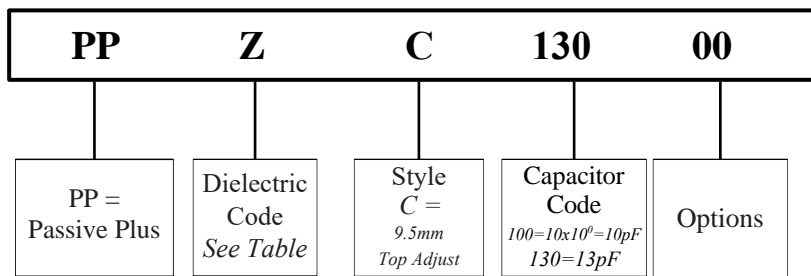 PP Z C 130 00
PP =
Passive Plus
Dielectric
Code
See Table
Style
C =
9.5mm
Top Adjust
Capacitor
Code
100=10x10⁰=10pF
130=13pF
Options